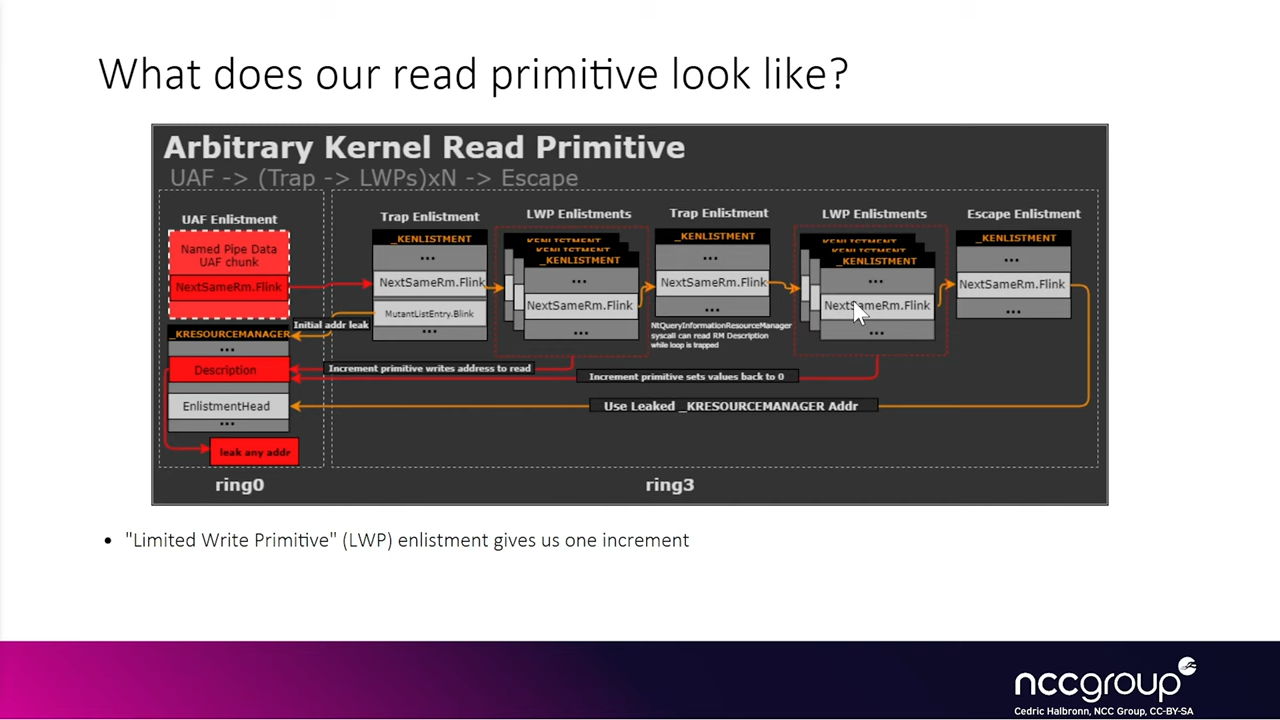 What does our read primitive look like?
Arbitrary Kernel Read Primitive
UAF -> (Trap -> LWPs)xN -> Escape
UAF Enlistment
Named Pipe Data
UAF chunk
NextSameRm.Flink
_KRESOURCEMANAGER
...
Description
EnlistmentHead
...
leak any addr
ring0
Trap Enlistment
_KENLISTMENT
...
NextSameRm.Flink
MutantListEntry.Blink
...
Initial addr leak
LWP Enlistments
KENLISTMENT
KENLISTMENT
_KENLISTMENT
...
NextSameRm.Flink
...
Trap Enlistment
_KENLISTMENT
...
NextSameRm.Flink
...
NtQueryInformationResourceManager
syscall can read RM Description
while loop is trapped
LWP Enlistments
KENLISTMENT
KENLISTMENT
_KENLISTMENT
...
NextSameRm.Flink
...
Escape Enlistment
_KENLISTMENT
...
NextSameRm.Flink
...
Increment primitive writes address to read
Increment primitive sets values back to 0
Use Leaked _KRESOURCEMANAGER Addr
ring3
• "Limited Write Primitive" (LWP) enlistment gives us one increment
nccgroup
Cedric Halbronn, NCC Group, CC-BY-SA